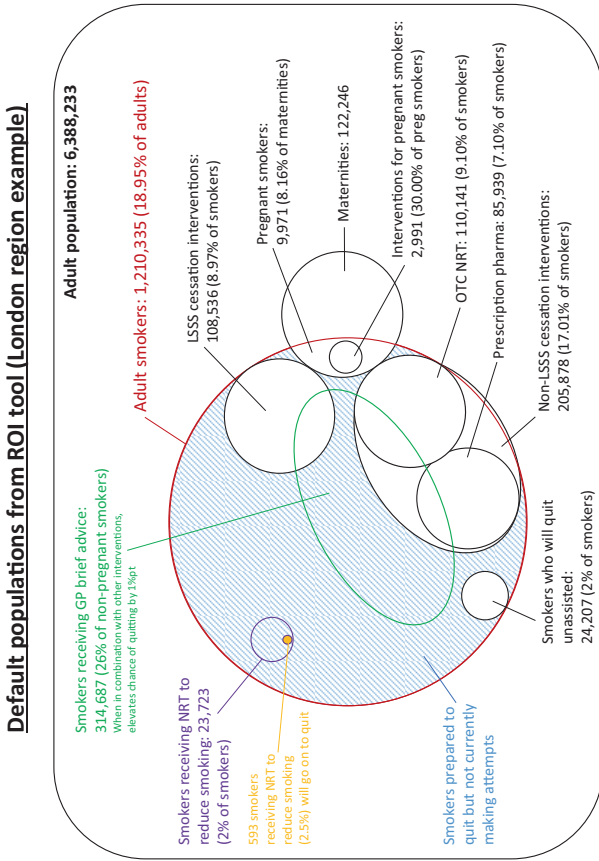 Default populations from ROI tool (London region example)
Adult population: 6,388,233
Adult smokers: 1,210,335 (18.95% of adults)
Smokers receiving GP brief advice:
314,687 (26% of non-pregnant smokers)
When in combination with other interventions,
elevates chance of quitting by 1%pt
LSSS cessation interventions:
108,536 (8.97% of smokers)
Pregnant smokers:
9,971 (8.16% of maternities)
Maternities: 122,246
Interventions for pregnant smokers:
2,991 (30.00% of preg smokers)
OTC NRT: 110,141 (9.10% of smokers)
Prescription pharma: 85,939 (7.10% of smokers)
Non-LSSS cessation interventions:
205,878 (17.01% of smokers)
Smokers receiving NRT to
reduce smoking: 23,723
(2% of smokers)
593 smokers
receiving NRT to
reduce smoking
(2.5%) will go on to quit
Smokers prepared to
quit but not currently
making attempts
Smokers who will quit
unassisted:
24,207 (2% of smokers)